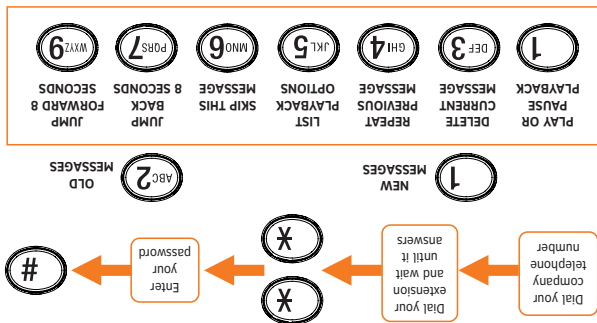 Dial your
company
telephone
number
Dial your
extension
and wait
until it
answers
*
*
Enter
your
password
#
1
NEW
MESSAGES
ABC 2
OLD
MESSAGES
PLAY OR
PAUSE
PLAYBACK
1
DELETE
CURRENT
MESSAGE
DEF 3
REPEAT
PREVIOUS
MESSAGE
GHI 4
LIST
PLAYBACK
OPTIONS
JKL 5
SKIP THIS
MESSAGE
MNO 6
JUMP
BACK
8 SECONDS
PQRS 7
JUMP
FORWARD 8
SECONDS
WXYZ 9